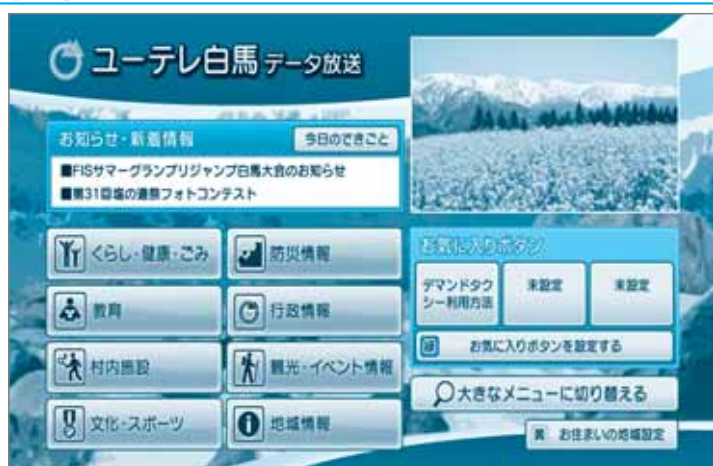 ユーテレ白馬 データ放送
お知らせ・新着情報
今日のできごと
■FISサマーグランプリジャンプ白馬大会のお知らせ
■第31回塩の道祭フォトコンテスト
くらし・健康・ごみ
防災情報
教育
行政情報
村内施設
観光・イベント情報
文化・スポーツ
地域情報
お気に入りボタン
デマンドタク
シー利用方法
未設定
未設定
緑 お気に入りボタンを設定する
大きなメニューに切り替える
黄 お住まいの地域設定